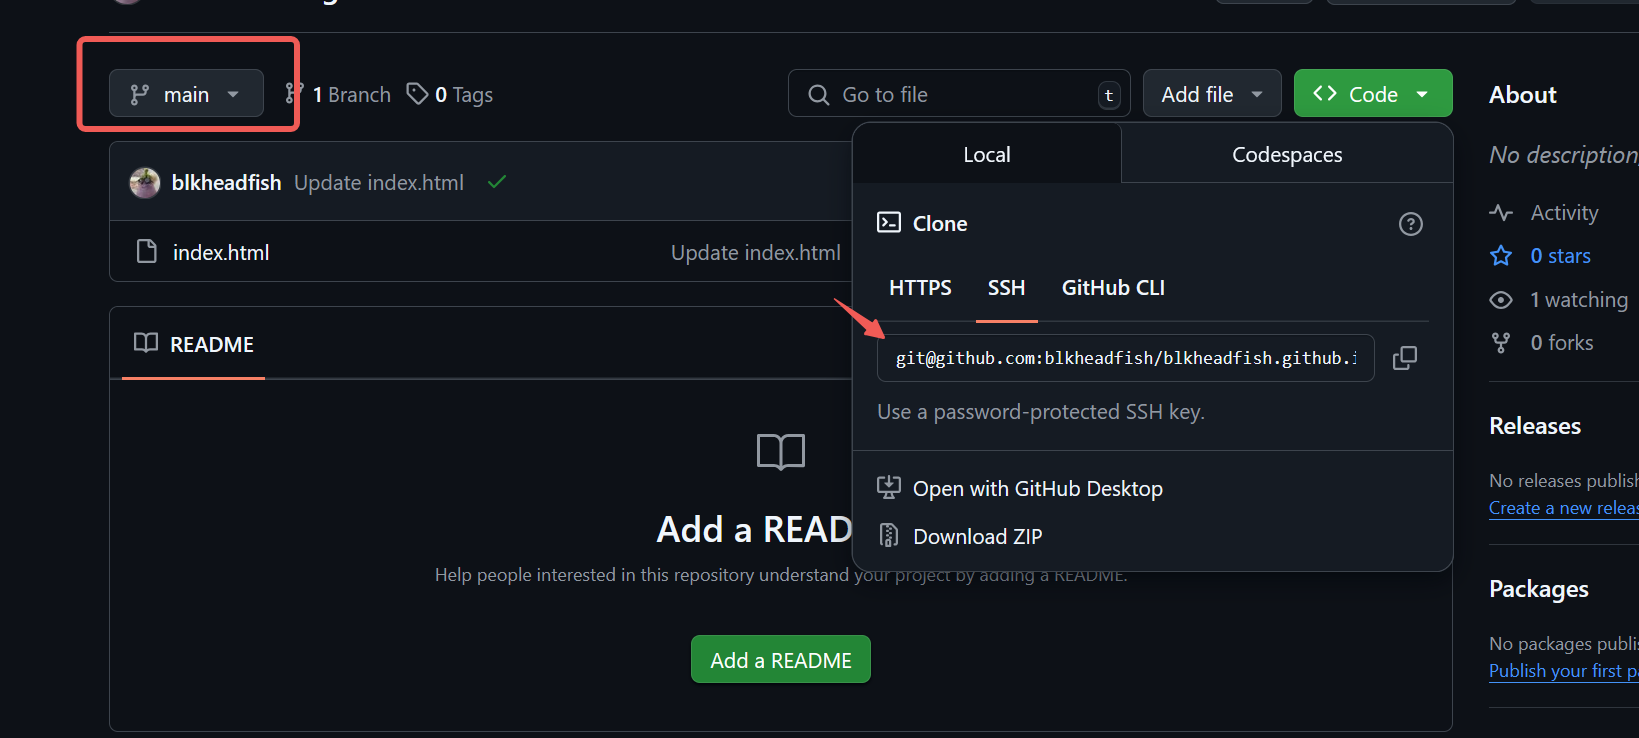 main
1 Branch
0 Tags
Go to file
t
Add file
Code
About
Local
Codespaces
No description,
blkheadfish Update index.html
Clone
Activity
index.html
Update index.html
0 stars
HTTPS
SSH
GitHub CLI
1 watching
README
git@github.com:blkheadfish/blkheadfish.github.i
0 forks
Use a password-protected SSH key.
Releases
Open with GitHub Desktop
No releases publish
Create a new releas
Add a READ
Download ZIP
Help people interested in this repository understand your project by adding a README.
Packages
No packages publis
Publish your first p
Add a README